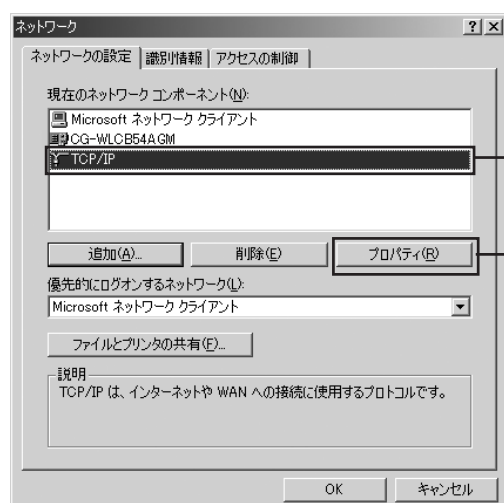 ネットワーク
ネットワークの設定 識別情報 アクセスの制御
現在のネットワーク コンポーネント(N):
Microsoft ネットワーク クライアント
CG-WLCB54AGM
TCP/IP
追加(A)... 削除(E) プロパティ(R)
優先的にログオンするネットワーク(L):
Microsoft ネットワーク クライアント
ファイルとプリンタの共有(F)...
説明
TCP/IP は、インターネットや WAN への接続に使用するプロトコルです。
OK キャンセル